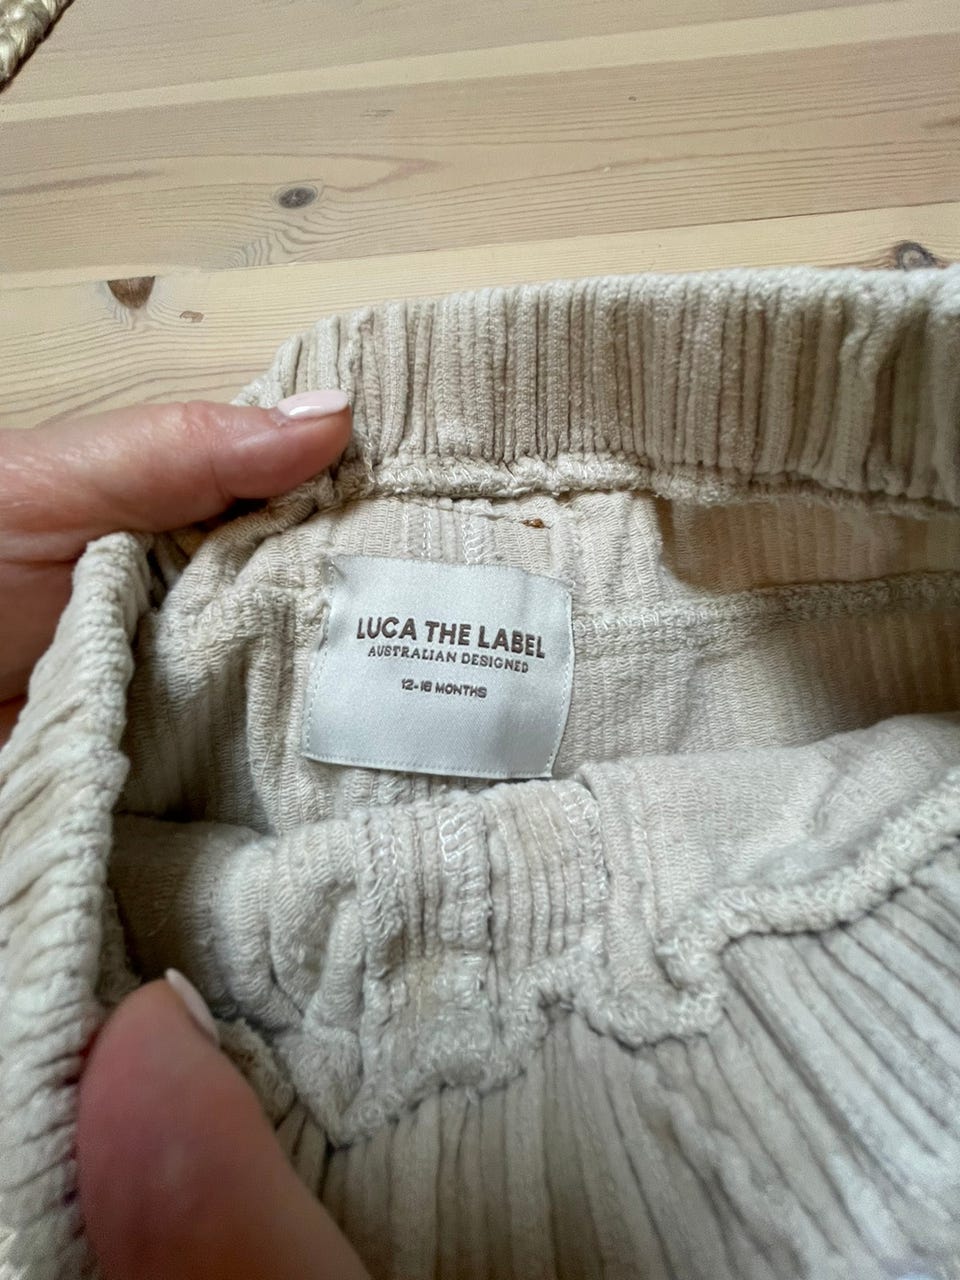 LUCA THE LABEL
AUSTRALIAN DESIGNED
12-18 MONTHS